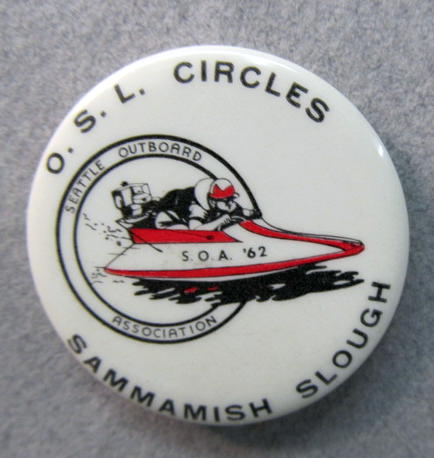 O. S. L. CIRCLES
SEATTLE OUTBOARD
S.O.A. '62
ASSOCIATION
SAMMAMISH SLOUGH